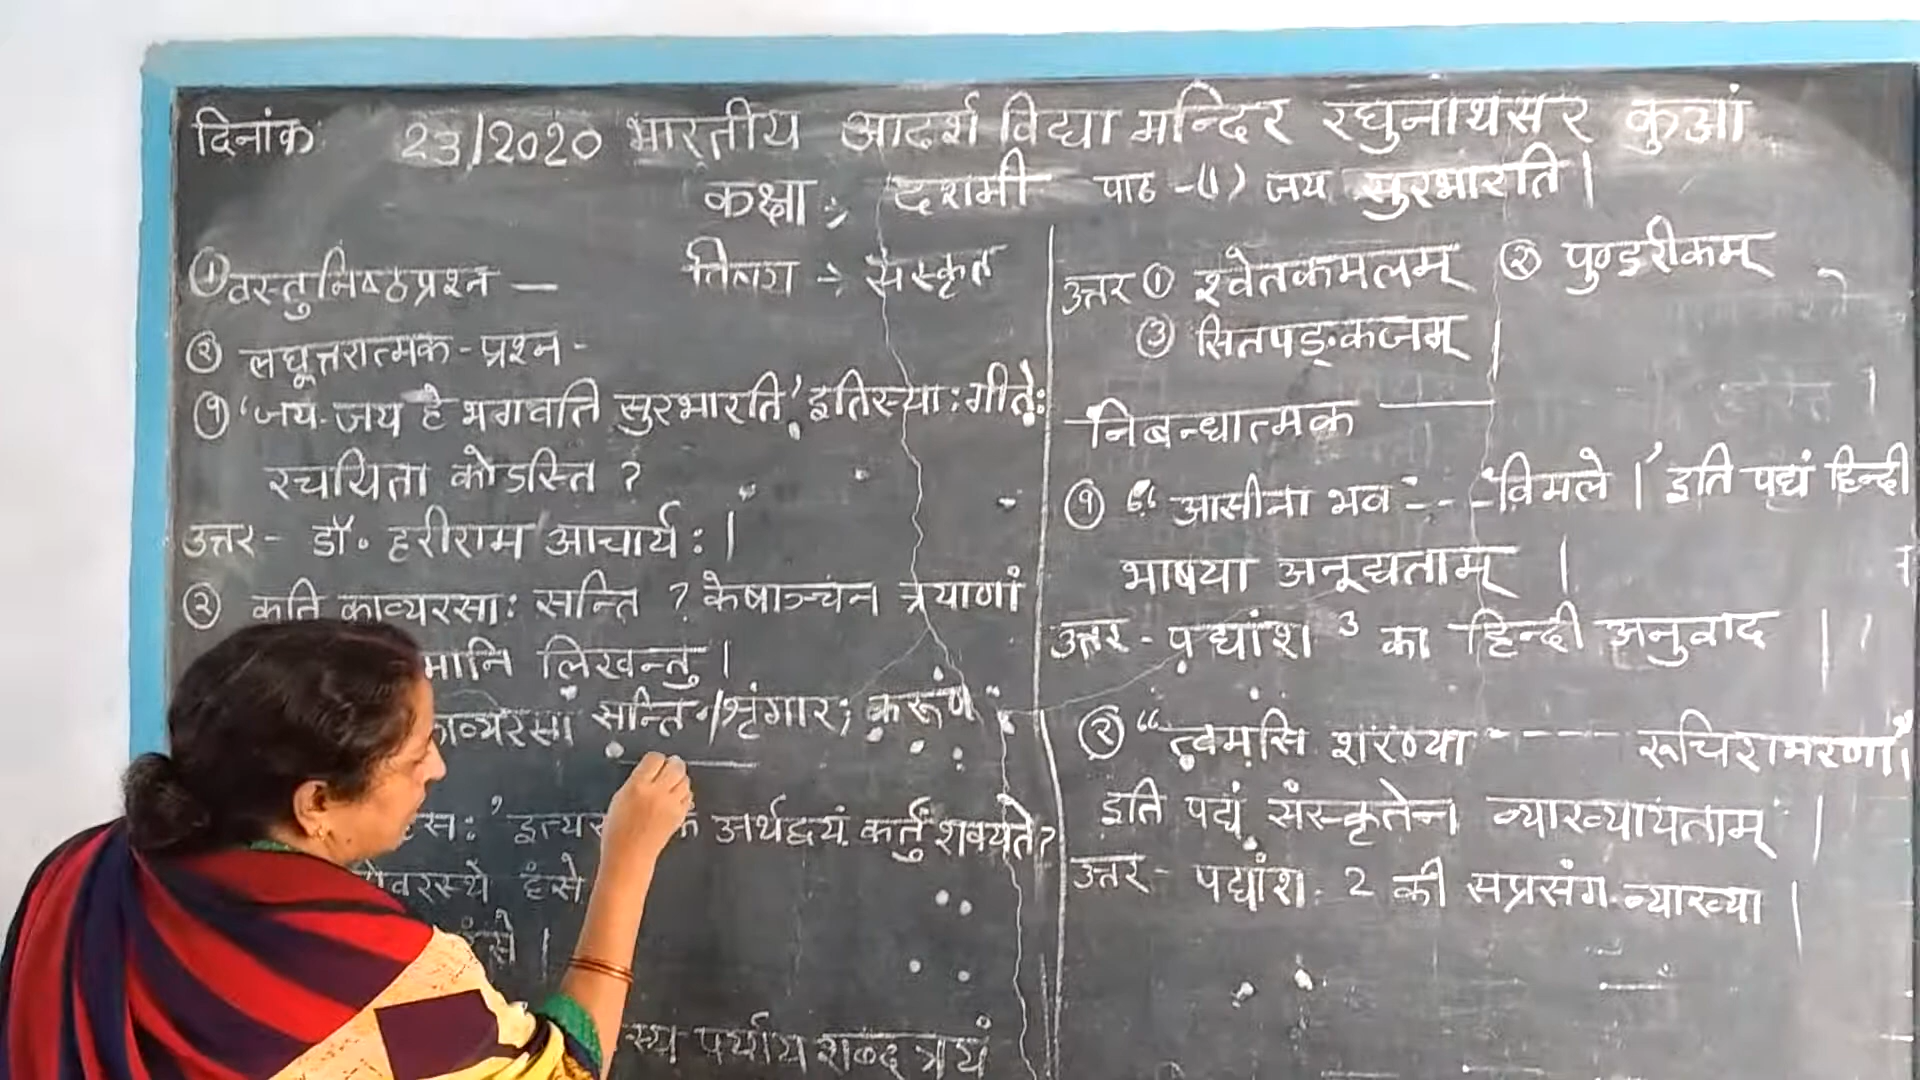 दिनांक 23/2020 भारतीय आदर्श विद्या मन्दिर रघुनाथसर कुआं
कक्षा :- दशमी पाठ -(1) जय सुरभारति।
① वस्तुनिष्ठप्रश्न — विषय :- संस्कृत
② लघूत्तरात्मक-प्रश्न -
① 'जय-जय हे भगवति सुरभारति' इतिस्या: गीते:
रचयिता कोऽस्ति ?
उत्तर - डॉ. हरीराम आचार्य: ।
② कति काव्यरसा: सन्ति ? केषाञ्चन त्रयाणां
मानि लिखन्तु।
काव्यरसा सन्ति। श्रृंगार; करूण
अर्थद्वयं कर्तुं शक्यते?
हंसे
स्य पर्याय शब्द त्रयं
उत्तर ① श्वेतकमलम् ② पुण्डरीकम्
③ सितपङ्कजम् ।
निबन्धात्मक —
① "आसीना भव - - - विमले।' इति पद्यं हिन्दी
भाषया अनूद्यताम् ।
उत्तर - पद्यांश 3 का हिन्दी अनुवाद ।
② "त्वमसि शरण्या - - - - रूचिराभरणा"।
इति पद्यं संस्कृतेन व्याख्यायताम् ।
उत्तर - पद्यांश: 2 की सप्रसंग व्याख्या ।